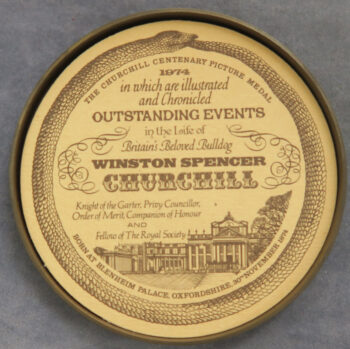 THE CHURCHILL CENTENARY PICTURE MEDAL
1974
in which are illustrated
and Chronicled
OUTSTANDING EVENTS
in the Life of
Britain's Beloved Bulldog
WINSTON SPENCER
CHURCHILL
Knight of the Garter, Privy Councillor,
Order of Merit, Companion of Honour
AND
Fellow of The Royal Society
BORN AT BLENHEIM PALACE, OXFORDSHIRE, 30TH NOVEMBER 1874